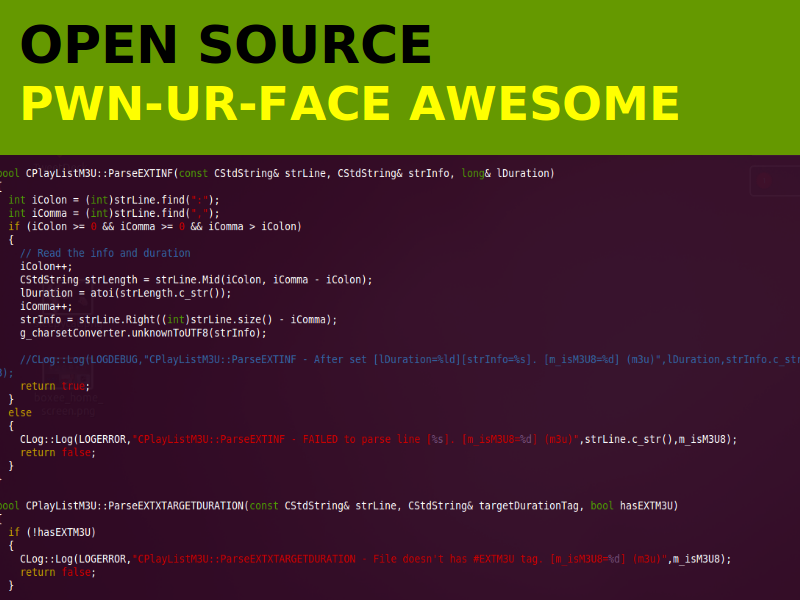 OPEN SOURCE
PWN-UR-FACE AWESOME
bool CPlayListM3U::ParseEXTINF(const CStdString& strLine, CStdString& strInfo, long& lDuration)
{
int iColon = (int)strLine.find(":");
int iComma = (int)strLine.find(",");
if (iColon >= 0 && iComma >= 0 && iComma > iColon)
{
// Read the info and duration
iColon++;
CStdString strLength = strLine.Mid(iColon, iComma - iColon);
lDuration = atoi(strLength.c_str());
iComma++;
strInfo = strLine.Right((int)strLine.size() - iComma);
g_charsetConverter.unknownToUTF8(strInfo);
//CLog::Log(LOGDEBUG,"CPlayListM3U::ParseEXTINF - After set [lDuration=%ld][strInfo=%s]. [m_isM3U8=%d] (m3u)",lDuration,strInfo.c_str
8);
return true;
}
else
{
CLog::Log(LOGERROR,"CPlayListM3U::ParseEXTINF - FAILED to parse line [%s]. [m_isM3U8=%d] (m3u)",strLine.c_str(),m_isM3U8);
return false;
}
}
bool CPlayListM3U::ParseEXTXTARGETDURATION(const CStdString& strLine, CStdString& targetDurationTag, bool hasEXTM3U)
{
if (!hasEXTM3U)
{
CLog::Log(LOGERROR,"CPlayListM3U::ParseEXTXTARGETDURATION - File doesn't has #EXTM3U tag. [m_isM3U8=%d] (m3u)",m_isM3U8);
return false;
}